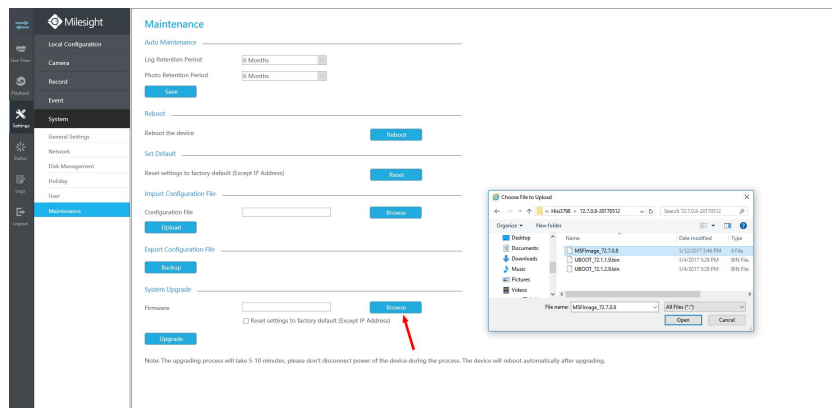 Milesight
Live View
Playback
Settings
Status
Logs
Logout
Local Configuration
Camera
Record
Event
System
General Settings
Network
Disk Management
Holiday
User
Maintenance
Maintenance
Auto Maintenance
Log Retention Period 6 Months
Photo Retention Period 6 Months
Save
Reboot
Reboot the device Reboot
Set Default
Reset settings to factory default (Except IP Address) Reset
Import Configuration File
Configuration File Browse
Upload
Export Configuration File
Backup
System Upgrade
Firmware Browse
Reset settings to factory default (Except IP Address)
Upgrade
Note: The upgrading process will take 5-10 minutes, please don't disconnect power of the device during the process. The device will reboot automatically after upgrading.
Choose File to Upload
« Hisi3798 › 72.7.0.8-20170512 Search 72.7.0.8-20170512
Organize New folder
Desktop
Documents
Downloads
Music
Pictures
Videos
Name Date modified Type
MSFImage_72.7.0.8 5/12/2017 3:46 PM 8 File
UBOOT_72.1.1.9.bin 5/4/2017 5:28 PM BIN File
UBOOT_72.1.2.9.bin 5/4/2017 5:28 PM BIN File
File name: MSFImage_72.7.0.8 All Files (*.*)
Open Cancel